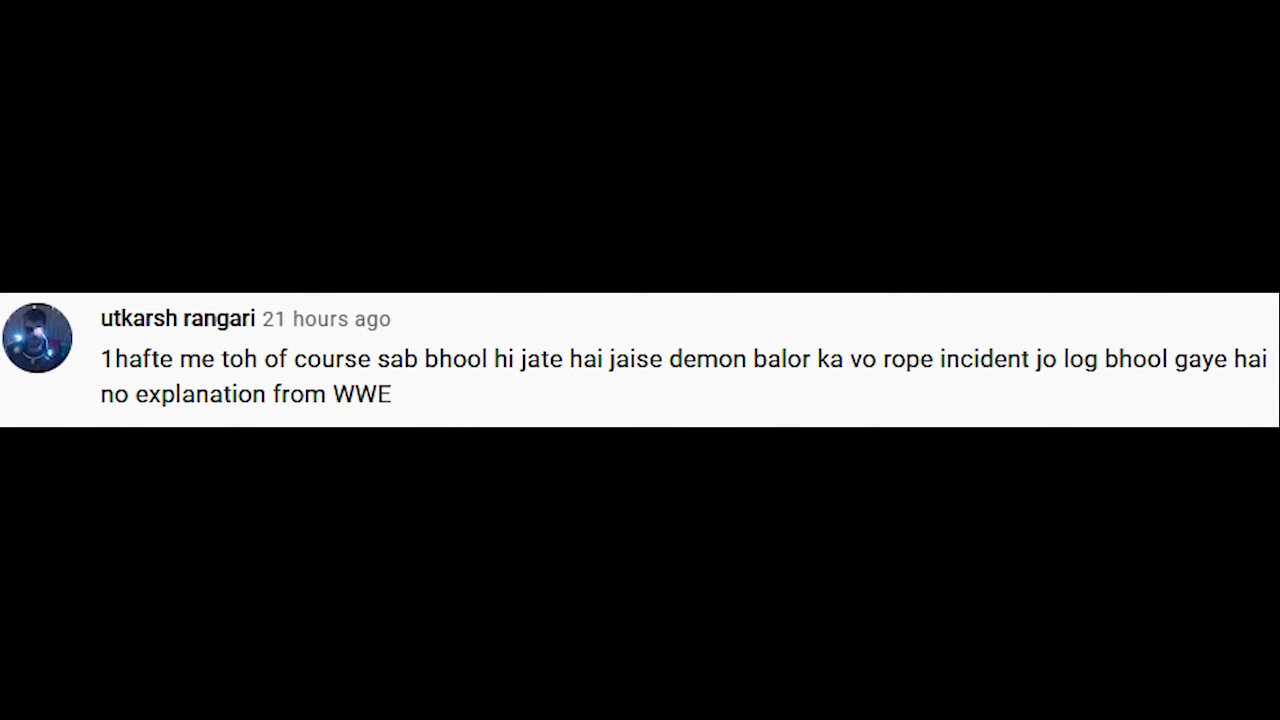 utkarsh rangari 21 hours ago
1hafte me toh of course sab bhool hi jate hai jaise demon balor ka vo rope incident jo log bhool gaye hai
no explanation from WWE